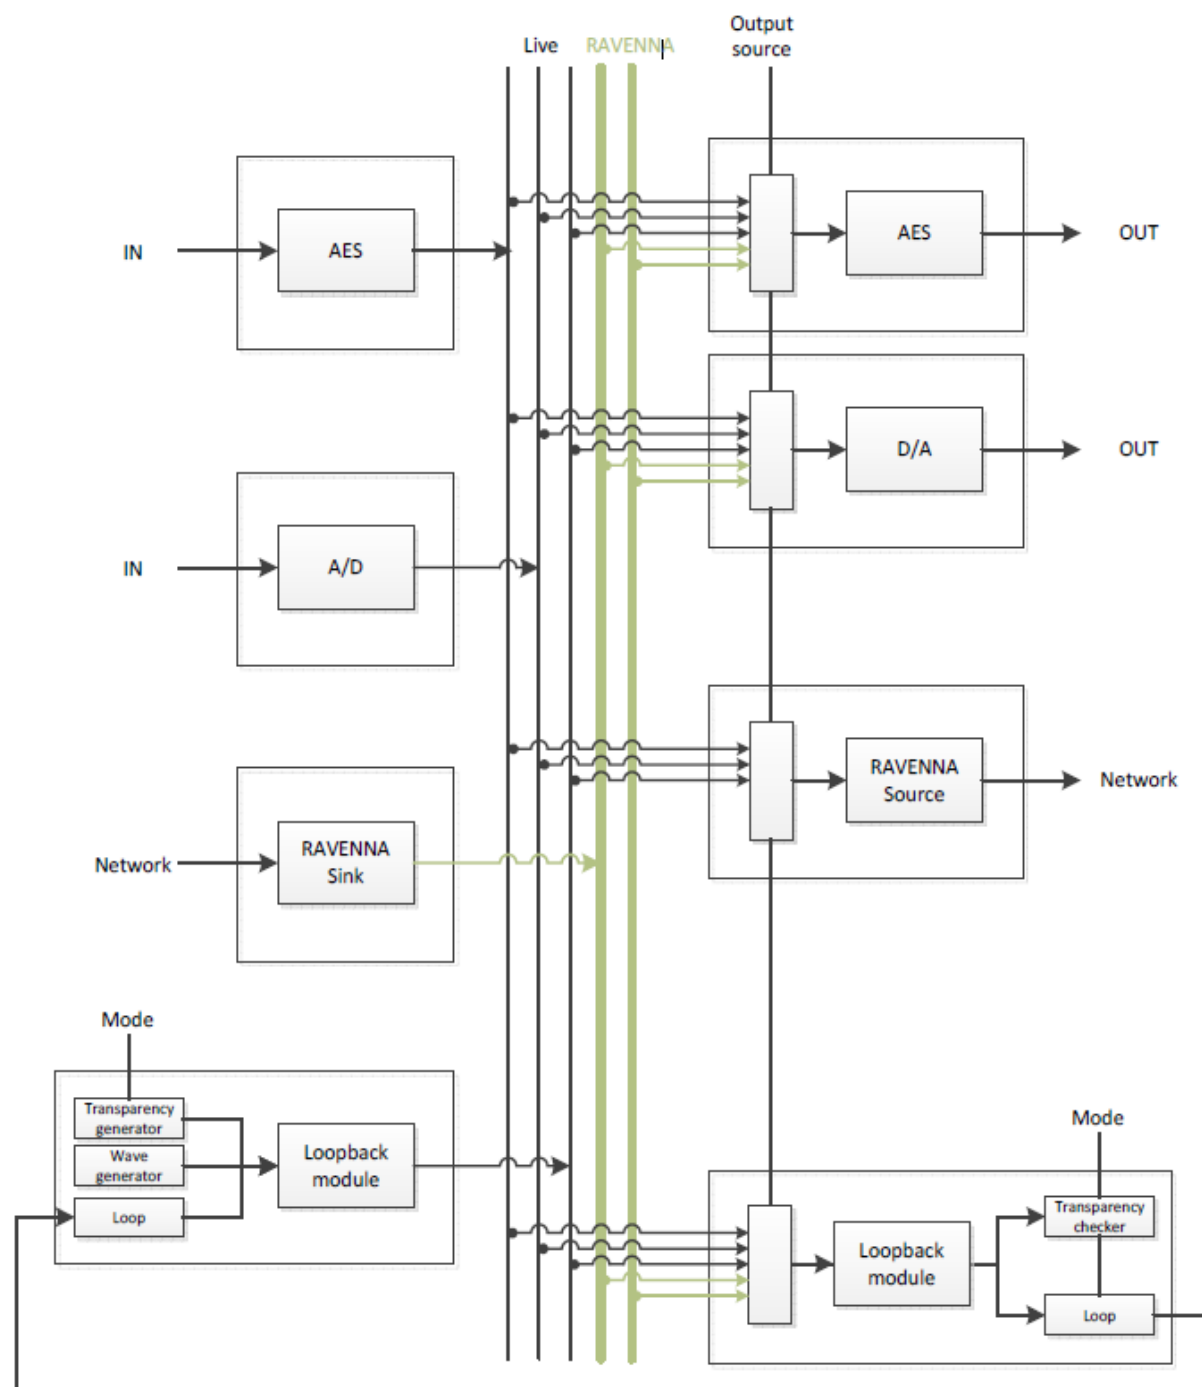 Output
source
Live
RAVENNA
IN
AES
AES
OUT
D/A
OUT
IN
A/D
RAVENNA
Source
Network
Network
RAVENNA
Sink
Mode
Transparency
generator
Wave
generator
Loop
Loopback
module
Mode
Transparency
checker
Loopback
module
Loop